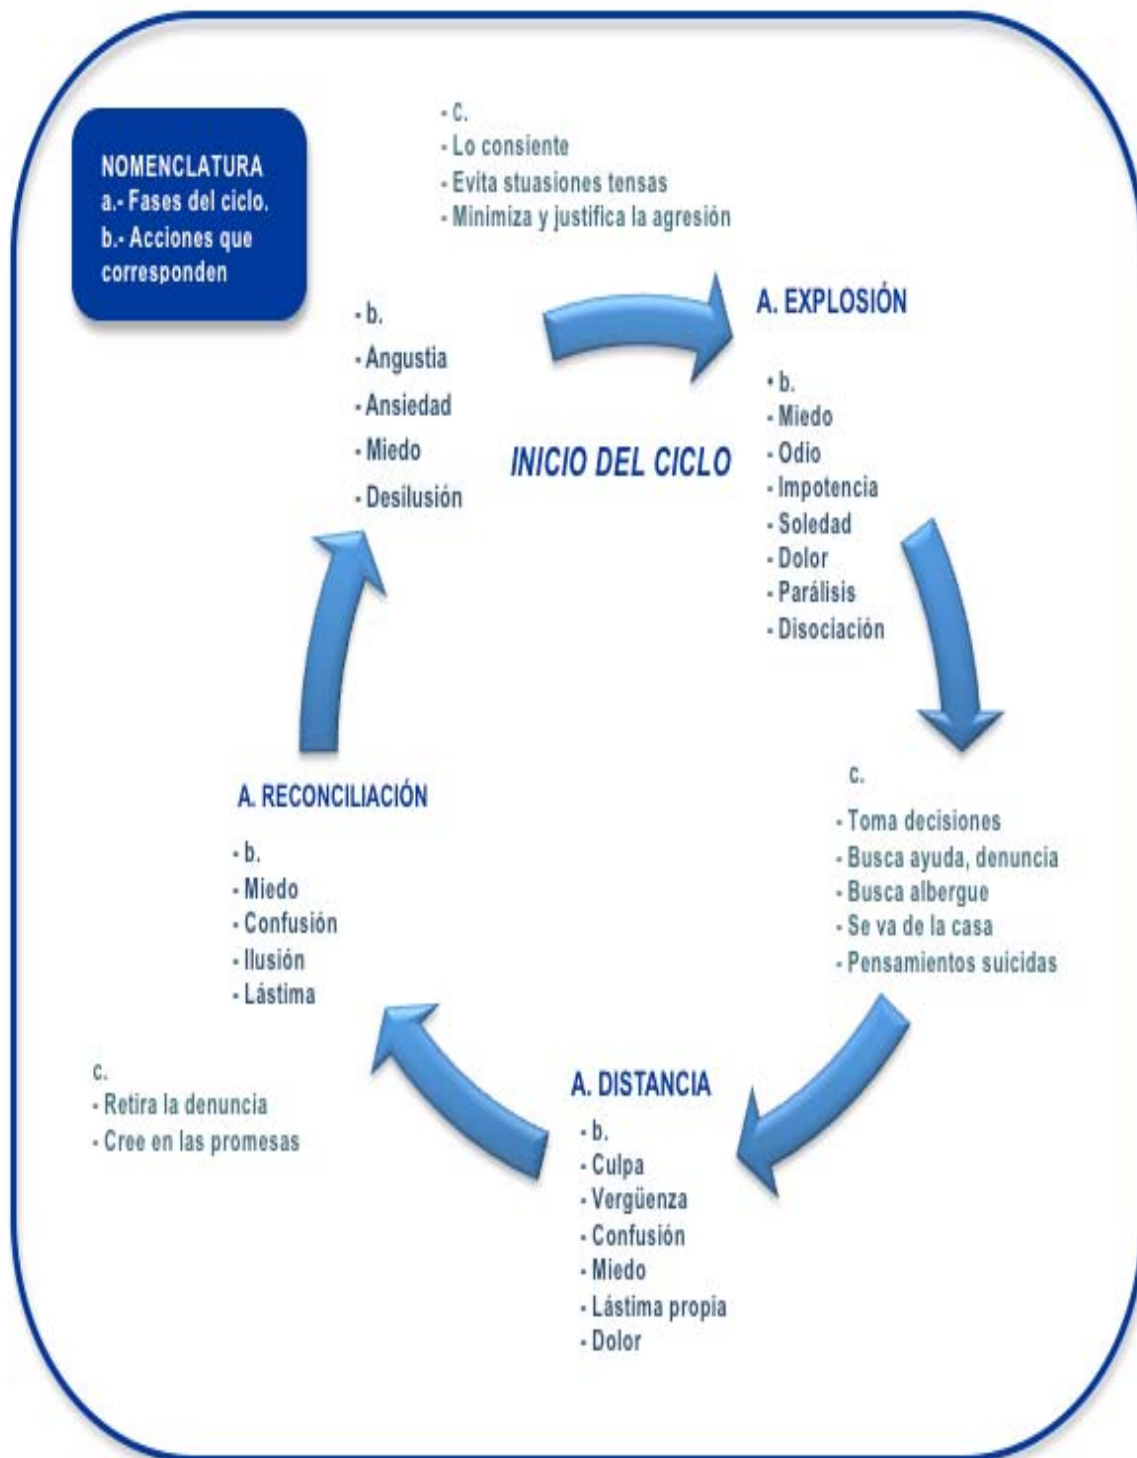 NOMENCLATURA
a.- Fases del ciclo.
b.- Acciones que
corresponden
- c.
- Lo consiente
- Evita stuasiones tensas
- Minimiza y justifica la agresión
- b.
- Angustia
- Ansiedad
- Miedo
- Desilusión
INICIO DEL CICLO
A. EXPLOSIÓN
• b.
- Miedo
- Odio
- Impotencia
- Soledad
- Dolor
- Parálisis
- Disociación
c.
- Toma decisiones
- Busca ayuda, denuncia
- Busca albergue
- Se va de la casa
- Pensamientos suicidas
A. DISTANCIA
- b.
- Culpa
- Vergüenza
- Confusión
- Miedo
- Lástima propia
- Dolor
A. RECONCILIACIÓN
- b.
- Miedo
- Confusión
- Ilusión
- Lástima
c.
- Retira la denuncia
- Cree en las promesas